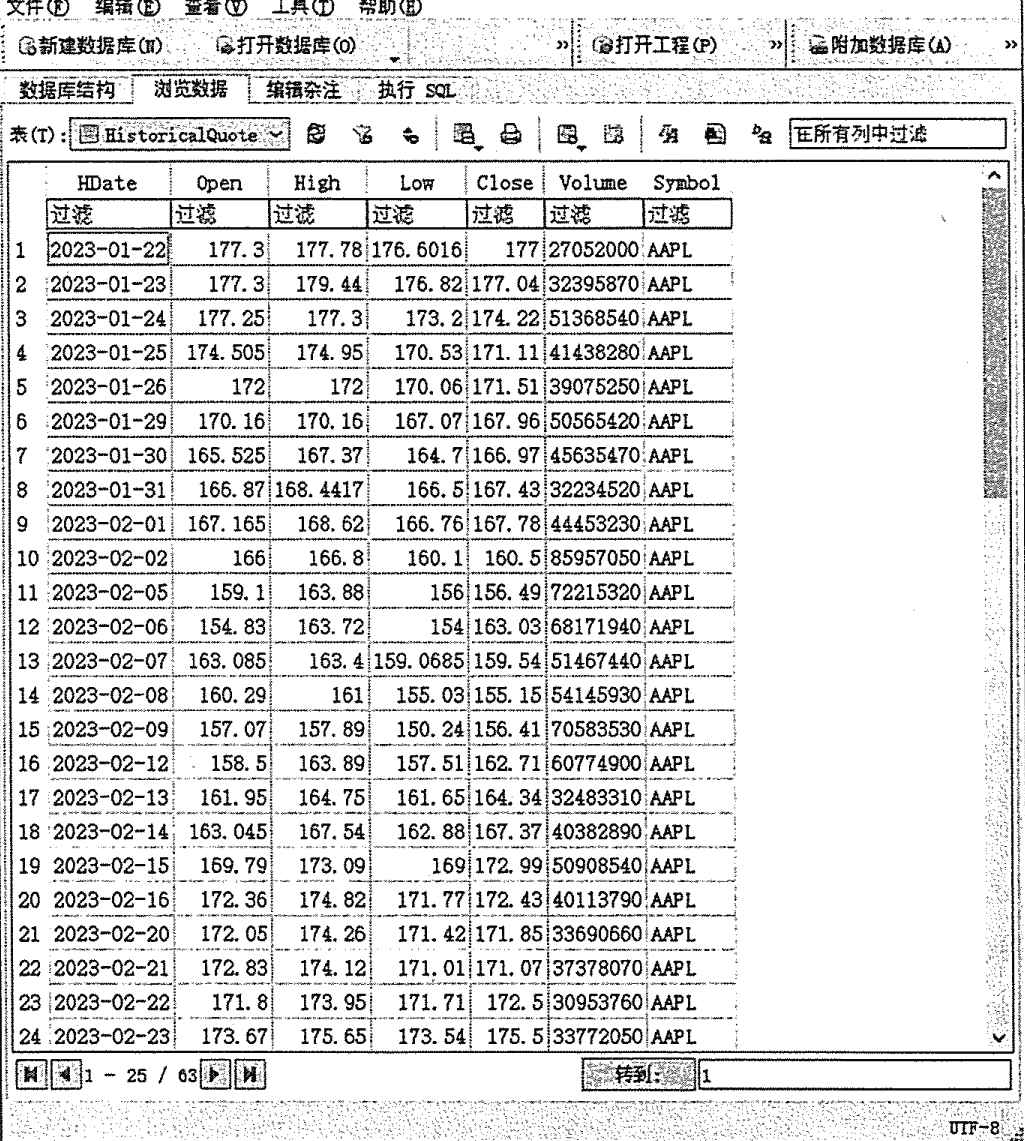 文件(F) 编辑(E) 查看(V) 工具(T) 帮助(H)
新建数据库(N) 打开数据库(O) » 打开工程(P) » 附加数据库(A) »
数据库结构 浏览数据 编辑杂注 执行 SQL
表(T): HistoricalQuote 在所有列中过滤
HDate Open High Low Close Volume Symbol
过滤 过滤 过滤 过滤 过滤 过滤 过滤
1 2023-01-22 177.3 177.78 176.6016 177 27052000 AAPL
2 2023-01-23 177.3 179.44 176.82 177.04 32395870 AAPL
3 2023-01-24 177.25 177.3 173.2 174.22 51368540 AAPL
4 2023-01-25 174.505 174.95 170.53 171.11 41438280 AAPL
5 2023-01-26 172 172 170.06 171.51 39075250 AAPL
6 2023-01-29 170.16 170.16 167.07 167.96 50565420 AAPL
7 2023-01-30 165.525 167.37 164.7 166.97 45635470 AAPL
8 2023-01-31 166.87 168.4417 166.5 167.43 32234520 AAPL
9 2023-02-01 167.165 168.62 166.76 167.78 44453230 AAPL
10 2023-02-02 166 166.8 160.1 160.5 85957050 AAPL
11 2023-02-05 159.1 163.88 156 156.49 72215320 AAPL
12 2023-02-06 154.83 163.72 154 163.03 68171940 AAPL
13 2023-02-07 163.085 163.4 159.0685 159.54 51467440 AAPL
14 2023-02-08 160.29 161 155.03 155.15 54145930 AAPL
15 2023-02-09 157.07 157.89 150.24 156.41 70583530 AAPL
16 2023-02-12 158.5 163.89 157.51 162.71 60774900 AAPL
17 2023-02-13 161.95 164.75 161.65 164.34 32483310 AAPL
18 2023-02-14 163.045 167.54 162.88 167.37 40382890 AAPL
19 2023-02-15 169.79 173.09 169 172.99 50908540 AAPL
20 2023-02-16 172.36 174.82 171.77 172.43 40113790 AAPL
21 2023-02-20 172.05 174.26 171.42 171.85 33690660 AAPL
22 2023-02-21 172.83 174.12 171.01 171.07 37378070 AAPL
23 2023-02-22 171.8 173.95 171.71 172.5 30953760 AAPL
24 2023-02-23 173.67 175.65 173.54 175.5 33772050 AAPL
1 - 25 / 63 转到: 1
UTF-8